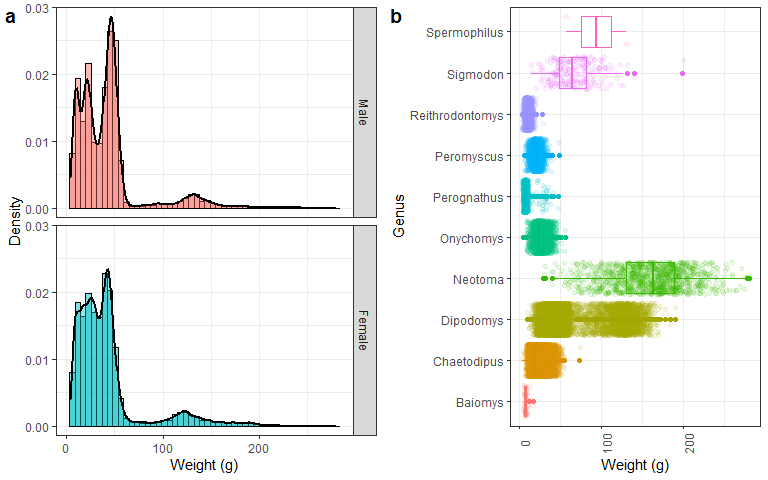 a
Density
0.03
0.02
0.01
0.00
Male
0.03
0.02
0.01
0.00
Female
0
100
200
Weight (g)
b
Genus
Spermophilus
Sigmodon
Reithrodontomys
Peromyscus
Perognathus
Onychomys
Neotoma
Dipodomys
Chaetodipus
Baiomys
0
100
200
Weight (g)